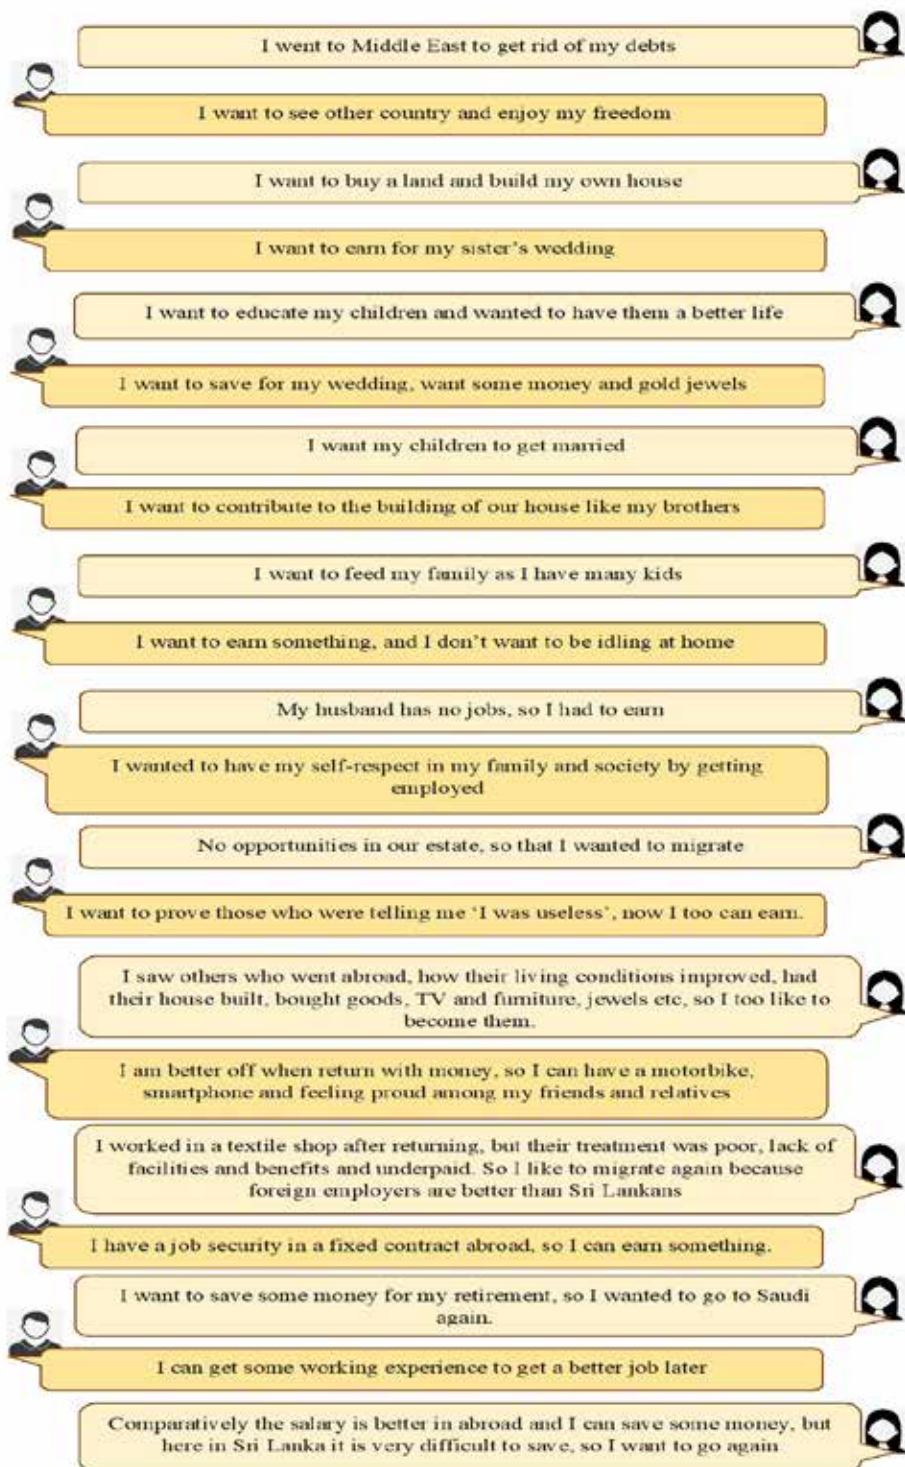 I went to Middle East to get rid of my debts
I want to see other country and enjoy my freedom
I want to buy a land and build my own house
I want to earn for my sister's wedding
I want to educate my children and wanted to have them a better life
I want to save for my wedding, want some money and gold jewels
I want my children to get married
I want to contribute to the building of our house like my brothers
I want to feed my family as I have many kids
I want to earn something, and I don't want to be idling at home
My husband has no jobs, so I had to earn
I wanted to have my self-respect in my family and society by getting
employed
No opportunities in our estate, so that I wanted to migrate
I want to prove those who were telling me 'I was useless', now I too can earn.
I saw others who went abroad, how their living conditions improved, had
their house built, bought goods, TV and furniture, jewels etc, so I too like to
become them.
I am better off when return with money, so I can have a motorbike,
smartphone and feeling proud among my friends and relatives
I worked in a textile shop after returning, but their treatment was poor, lack of
facilities and benefits and underpaid. So I like to migrate again because
foreign employers are better than Sri Lankans
I have a job security in a fixed contract abroad, so I can earn something.
I want to save some money for my retirement, so I wanted to go to Saudi
again.
I can get some working experience to get a better job later
Comparatively the salary is better in abroad and I can save some money, but
here in Sri Lanka it is very difficult to save, so I want to go again